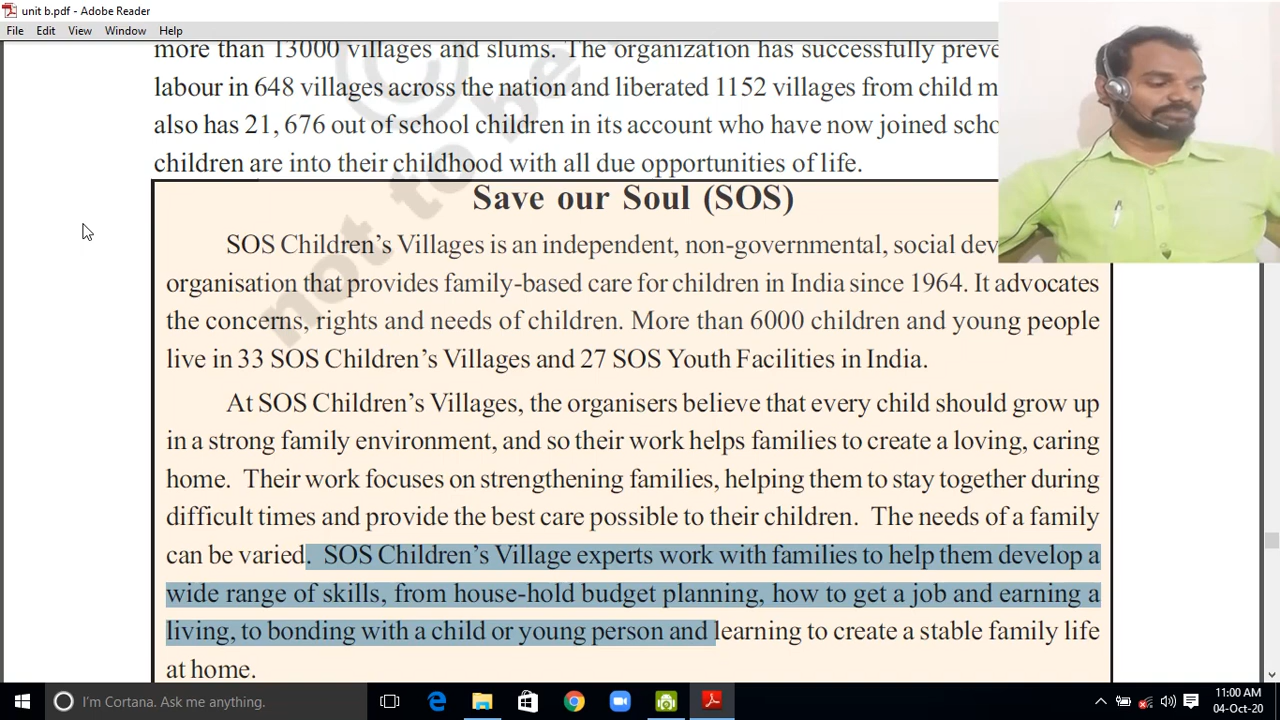 unit b.pdf - Adobe Reader
File Edit View Window Help
more than 13000 villages and slums. The organization has successfully preve
labour in 648 villages across the nation and liberated 1152 villages from child m
also has 21, 676 out of school children in its account who have now joined scho
children are into their childhood with all due opportunities of life.
not to be
Save our Soul (SOS)
SOS Children's Villages is an independent, non-governmental, social dev
organisation that provides family-based care for children in India since 1964. It advocates
the concerns, rights and needs of children. More than 6000 children and young people
live in 33 SOS Children's Villages and 27 SOS Youth Facilities in India.
At SOS Children's Villages, the organisers believe that every child should grow up
in a strong family environment, and so their work helps families to create a loving, caring
home. Their work focuses on strengthening families, helping them to stay together during
difficult times and provide the best care possible to their children. The needs of a family
can be varied. SOS Children's Village experts work with families to help them develop a
wide range of skills, from house-hold budget planning, how to get a job and earning a
living, to bonding with a child or young person and learning to create a stable family life
at home.
I'm Cortana. Ask me anything.
11:00 AM
04-Oct-20